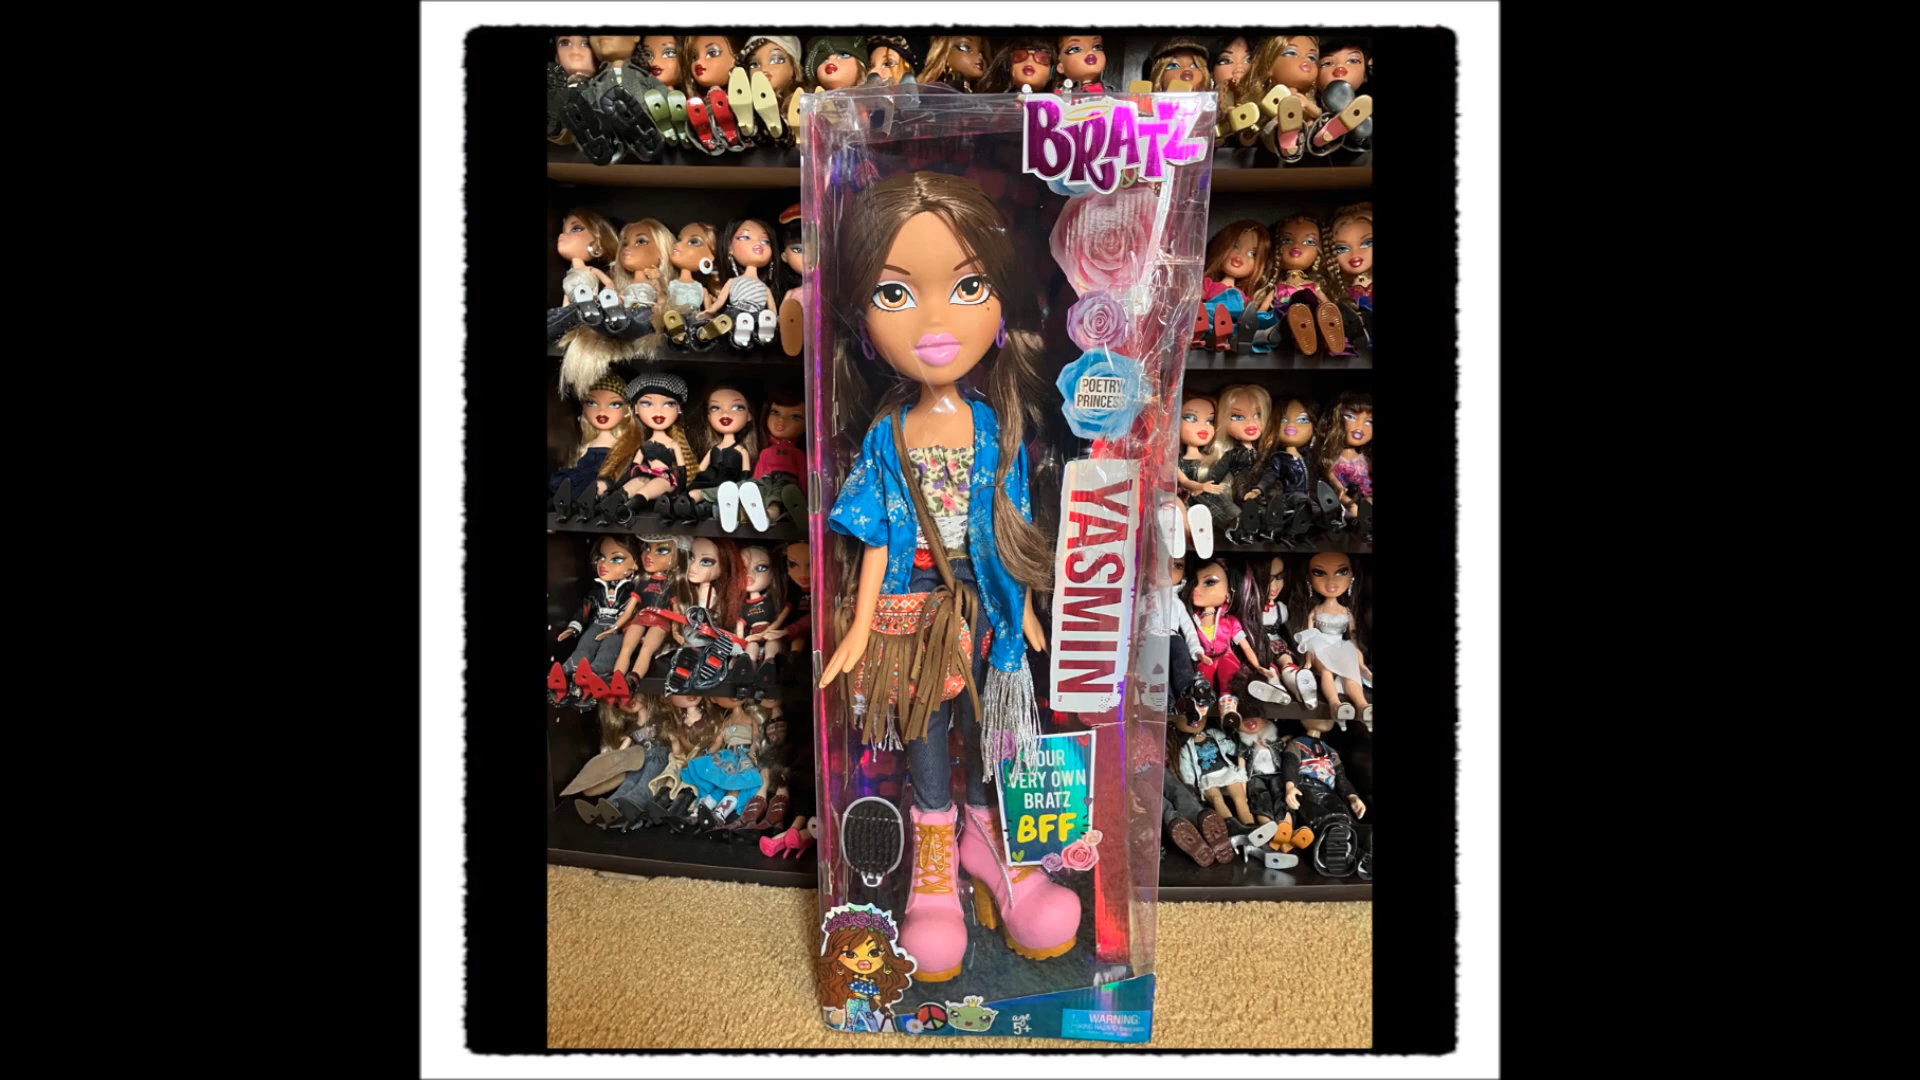 BRATZ
POETRY
PRINCESS
YASMIN
YOUR
VERY OWN
BRATZ
BFF
age
5+
WARNING: